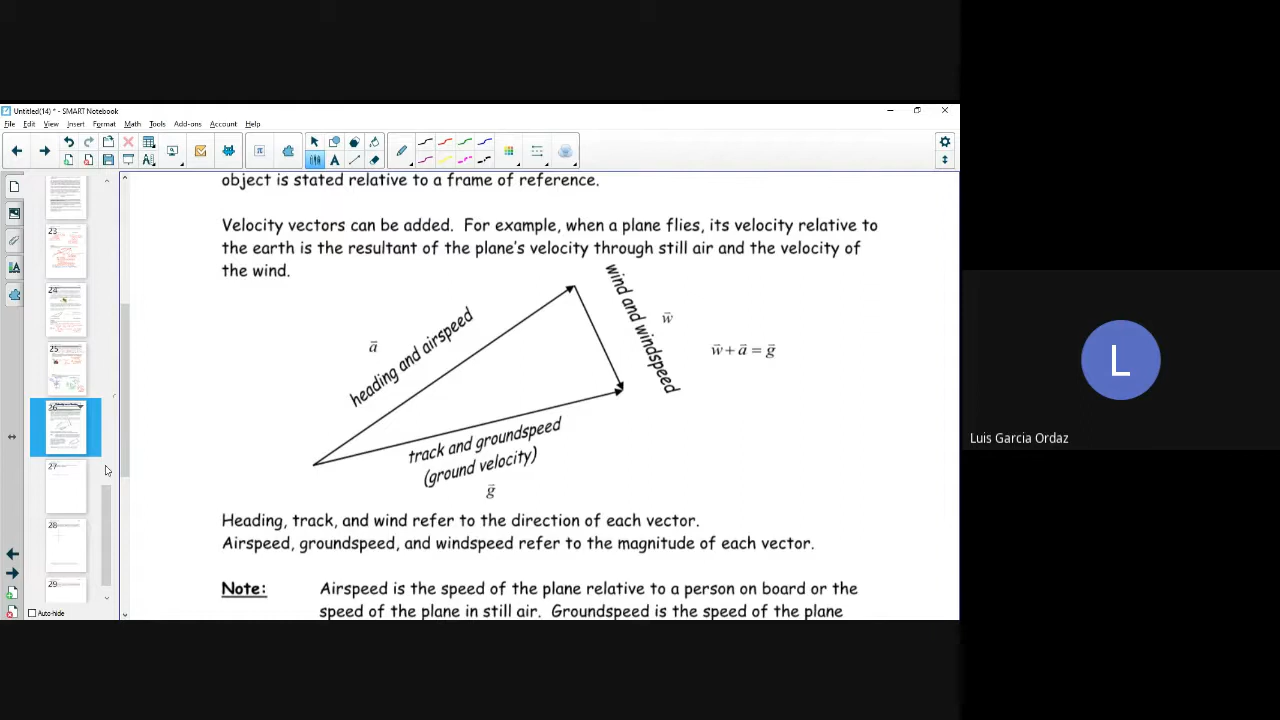 Untitled(14) * - SMART Notebook
File Edit View Insert Format Math Tools Add-ons Account Help
object is stated relative to a frame of reference.
Velocity vectors can be added. For example, when a plane flies, its velocity relative to
the earth is the resultant of the plane's velocity through still air and the velocity of
the wind.
heading and airspeed
a⃗
wind and windspeed
w⃗
w⃗ + a⃗ = g⃗
track and groundspeed
(ground velocity)
g⃗
Heading, track, and wind refer to the direction of each vector.
Airspeed, groundspeed, and windspeed refer to the magnitude of each vector.
Note: Airspeed is the speed of the plane relative to a person on board or the
speed of the plane in still air. Groundspeed is the speed of the plane
23
24
25
26
27
28
29
Auto-hide
L
Luis Garcia Ordaz